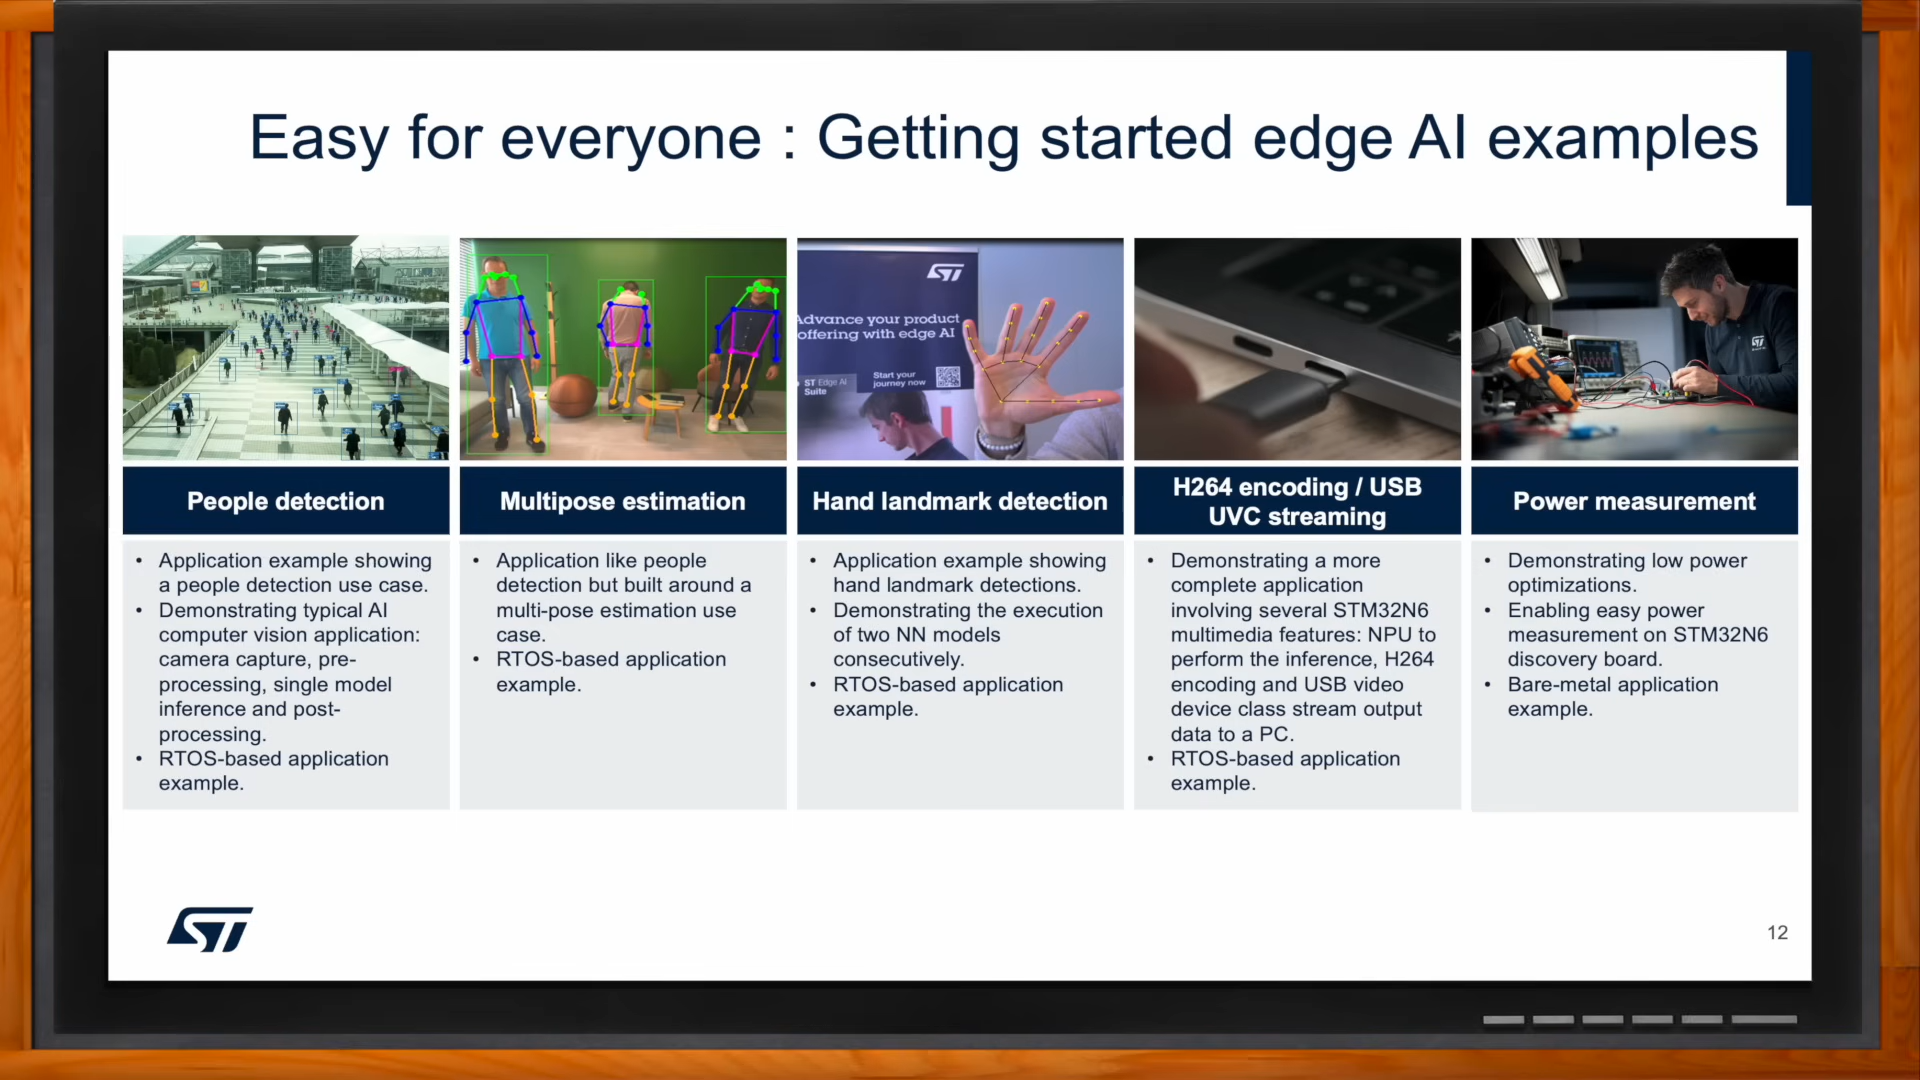 Easy for everyone : Getting started edge AI examples
ST
Advance your product
offering with edge AI
ST Edge AI
Suite
Start your
journey now
People detection
Multipose estimation
Hand landmark detection
H264 encoding / USB
UVC streaming
Power measurement
• Application example showing
a people detection use case.
• Demonstrating typical AI
computer vision application:
camera capture, pre-
processing, single model
inference and post-
processing.
• RTOS-based application
example.
• Application like people
detection but built around a
multi-pose estimation use
case.
• RTOS-based application
example.
• Application example showing
hand landmark detections.
• Demonstrating the execution
of two NN models
consecutively.
• RTOS-based application
example.
• Demonstrating a more
complete application
involving several STM32N6
multimedia features: NPU to
perform the inference, H264
encoding and USB video
device class stream output
data to a PC.
• RTOS-based application
example.
• Demonstrating low power
optimizations.
• Enabling easy power
measurement on STM32N6
discovery board.
• Bare-metal application
example.
ST
12